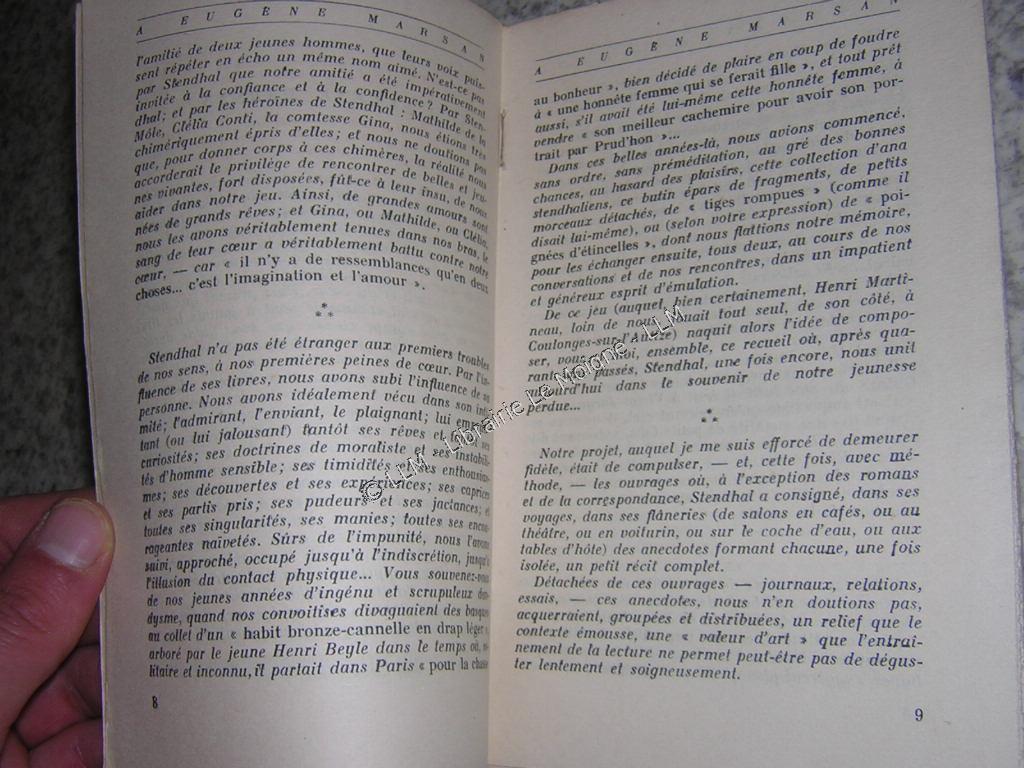 A EUGÈNE MARSAN
l'amitié de deux jeunes hommes, que leurs voix puis-
sent répéter en écho un même nom aimé. N'est-ce pas
par Stendhal que notre amitié a été impérativement
invitée à la confiance et à la confidence ? Par Sten-
dhal; et par les héroïnes de Stendhal : Mathilde de la
Môle, Clélia Conti, la comtesse Gina, nous étions très
chimériquement épris d'elles; et nous ne doutions pas
que, pour donner corps à ces chimères, la réalité nous
accorderait le privilège de rencontrer de belles et jeu-
nes vivantes, fort disposées, fût-ce à leur insu, de nous
aider dans notre jeu. Ainsi, de grandes amours sont
nées de grands rêves; et Gina, ou Mathilde, ou Clélia,
nous les avons véritablement tenues dans nos bras, le
sang de leur cœur a véritablement battu contre notre
cœur, — car « il n'y a de ressemblances qu'en deux
choses... c'est l'imagination et l'amour ».
Stendhal n'a pas été étranger aux premiers troubles
de nos sens, à nos premières peines de cœur. Par l'in-
fluence de ses livres, nous avons subi l'influence de sa
personne. Nous avons idéalement vécu dans son inti-
mité; l'admirant, l'enviant, le plaignant; lui emprun-
tant (ou lui jalousant) tantôt ses rêves et ses
curiosités; ses doctrines de moraliste et ses instabili-
tés d'homme sensible; ses timidités et ses enthousias-
mes; ses découvertes et ses expériences; ses caprices
et ses partis pris; ses pudeurs et ses jactances; et
toutes ses singularités, ses manies; toutes ses encou-
rageantes naïvetés. Sûrs de l'impunité, nous l'avons
suivi, approché, occupé jusqu'à l'indiscrétion, jusqu'à
l'illusion du contact physique... Vous souvenez-vous
de nos jeunes années d'ingénu et scrupuleux dan-
dysme, quand nos convoitises divaguaient des basques
au collet d'un « habit bronze-cannelle en drap léger »
arboré par le jeune Henri Beyle dans le temps où,
litaire et inconnu, il partait dans Paris « pour la chasse
8
A EUGÈNE MARSAN
au bonheur », bien décidé de plaire en coup de foudre
à « une honnête femme qui se ferait fille », et tout prêt
aussi, s'il avait été lui-même cette honnête femme, à
vendre « son meilleur cachemire pour avoir son por-
trait par Prud'hon »...
Dans ces belles années-là, nous avions commencé,
sans ordre, sans préméditation, au gré des bonnes
chances, au hasard des plaisirs, cette collection d'ana
stendhaliens, ce butin épars de fragments, de petits
morceaux détachés, de « tiges rompues » (comme il
disait lui-même), ou (selon votre expression) de « poi-
gnées d'étincelles », dont nous flattions notre mémoire,
pour les échanger ensuite, tous deux, au cours de nos
conversations et de nos rencontres, dans un impatient
et généreux esprit d'émulation.
De ce jeu (auquel, bien certainement, Henri Marti-
neau, loin de nous, jouait tout seul, de son côté, à
Coulonges-sur-l'Autize) naquit alors l'idée de compo-
ser, vous et moi, ensemble, ce recueil où, après qua-
rante ans passés, Stendhal, une fois encore, nous unit
aujourd'hui dans le souvenir de notre jeunesse
perdue...
Notre projet, auquel je me suis efforcé de demeurer
fidèle, était de compulser, — et, cette fois, avec mé-
thode, — les ouvrages où, à l'exception des romans
et de la correspondance, Stendhal a consigné, dans ses
voyages, dans ses flâneries (de salons en cafés, ou au
théâtre, ou en voiturin, ou sur le coche d'eau, ou aux
tables d'hôte) des anecdotes formant chacune, une fois
isolée, un petit récit complet.
Détachées de ces ouvrages — journaux, relations,
essais, — ces anecdotes, nous n'en doutions pas,
acquerraient, groupées et distribuées, un relief que le
contexte émousse, une « valeur d'art » que l'entraî-
nement de la lecture ne permet peut-être pas de dégus-
ter lentement et soigneusement.
9
© LLM - Librairie Le Moigne - LLM